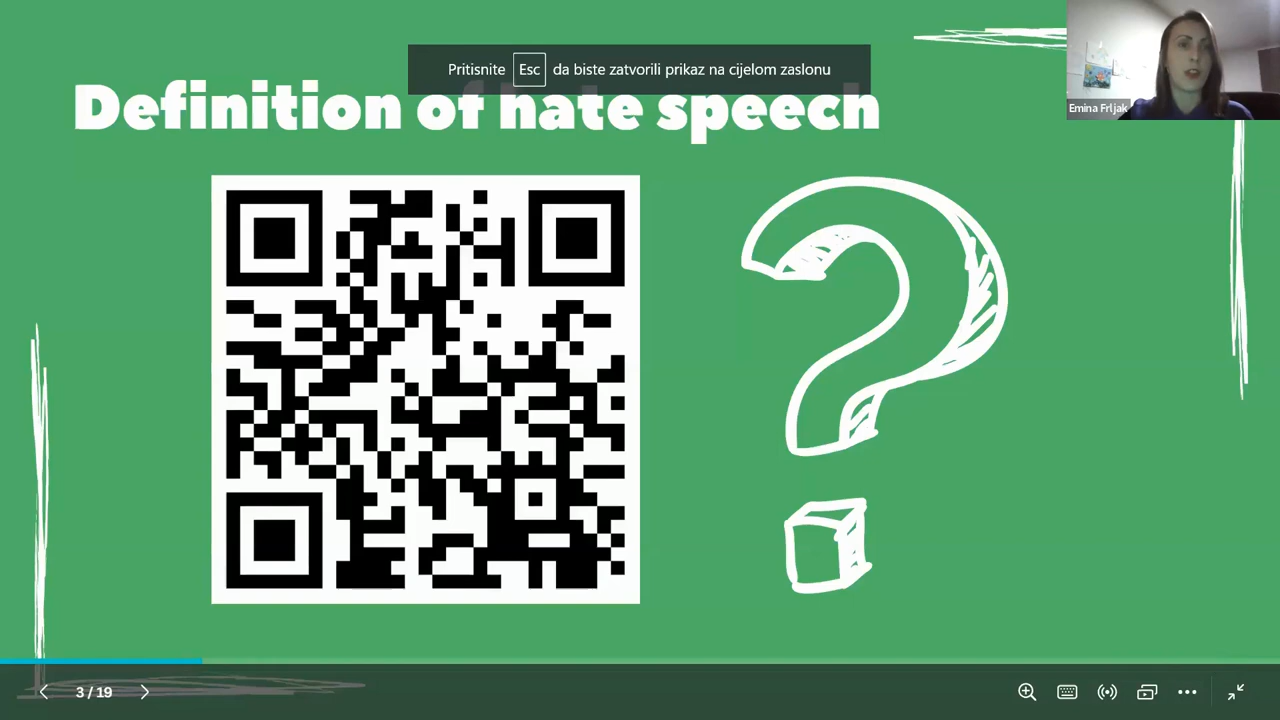 Pritisnite Esc da biste zatvorili prikaz na cijelom zaslonu
Definition of hate speech
Emina Frljak
3 / 19